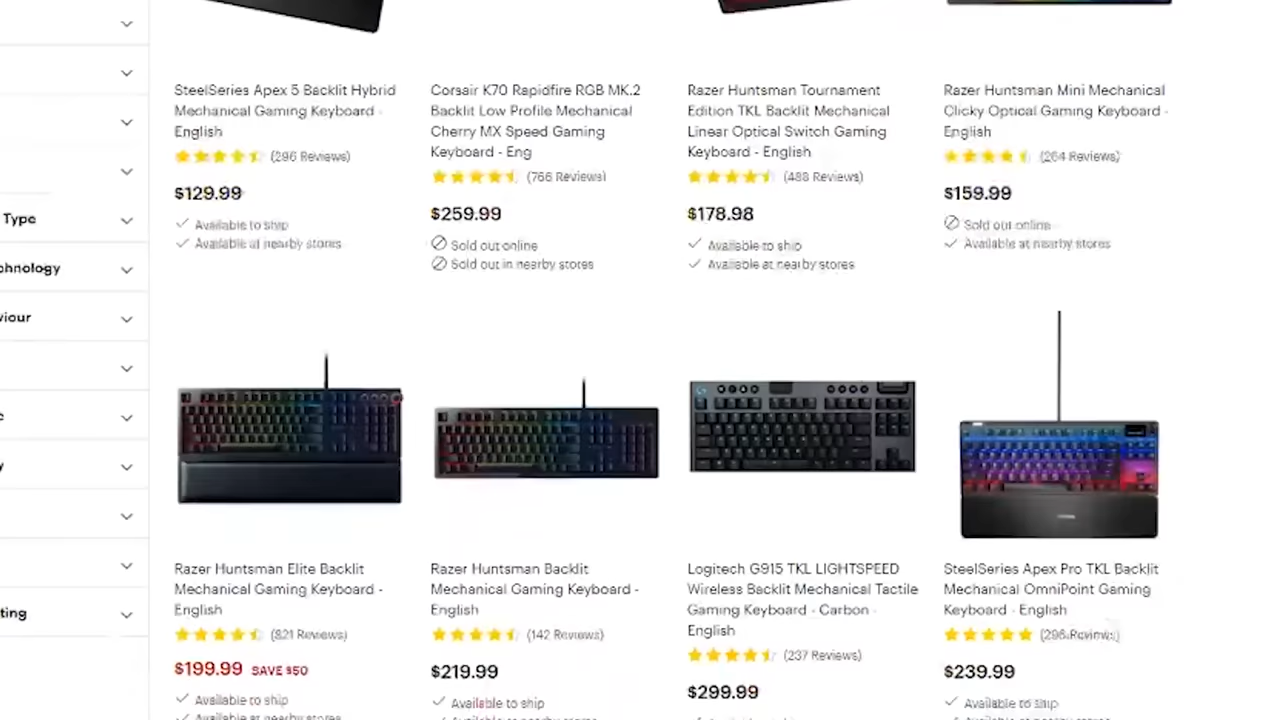 SteelSeries Apex 5 Backlit Hybrid
Mechanical Gaming Keyboard -
English
(296 Reviews)
$129.99
Available to ship
Available at nearby stores
Corsair K70 Rapidfire RGB MK.2
Backlit Low Profile Mechanical
Cherry MX Speed Gaming
Keyboard - Eng
(766 Reviews)
$259.99
Sold out online
Sold out in nearby stores
Razer Huntsman Tournament
Edition TKL Backlit Mechanical
Linear Optical Switch Gaming
Keyboard - English
(488 Reviews)
$178.98
Available to ship
Available at nearby stores
Razer Huntsman Mini Mechanical
Clicky Optical Gaming Keyboard -
English
(264 Reviews)
$159.99
Sold out online
Available at nearby stores
Type
chnology
viour
ting
Razer Huntsman Elite Backlit
Mechanical Gaming Keyboard -
English
(821 Reviews)
$199.99 SAVE $50
Available to ship
Available at nearby stores
Razer Huntsman Backlit
Mechanical Gaming Keyboard -
English
(142 Reviews)
$219.99
Available to ship
Logitech G915 TKL LIGHTSPEED
Wireless Backlit Mechanical Tactile
Gaming Keyboard - Carbon -
English
(237 Reviews)
$299.99
SteelSeries Apex Pro TKL Backlit
Mechanical OmniPoint Gaming
Keyboard - English
(296 Reviews)
$239.99
Available to ship